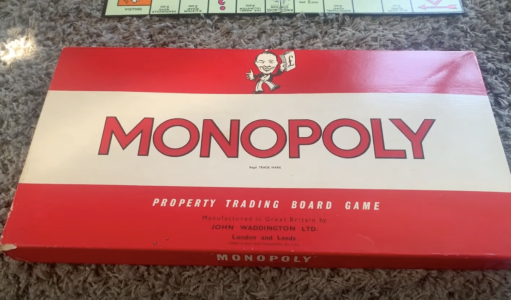 MONOPOLY
Regd. TRADE MARK
PROPERTY TRADING BOARD GAME
Manufactured in Great Britain by
JOHN WADDINGTON LTD.
London and Leeds
MONOPOLY